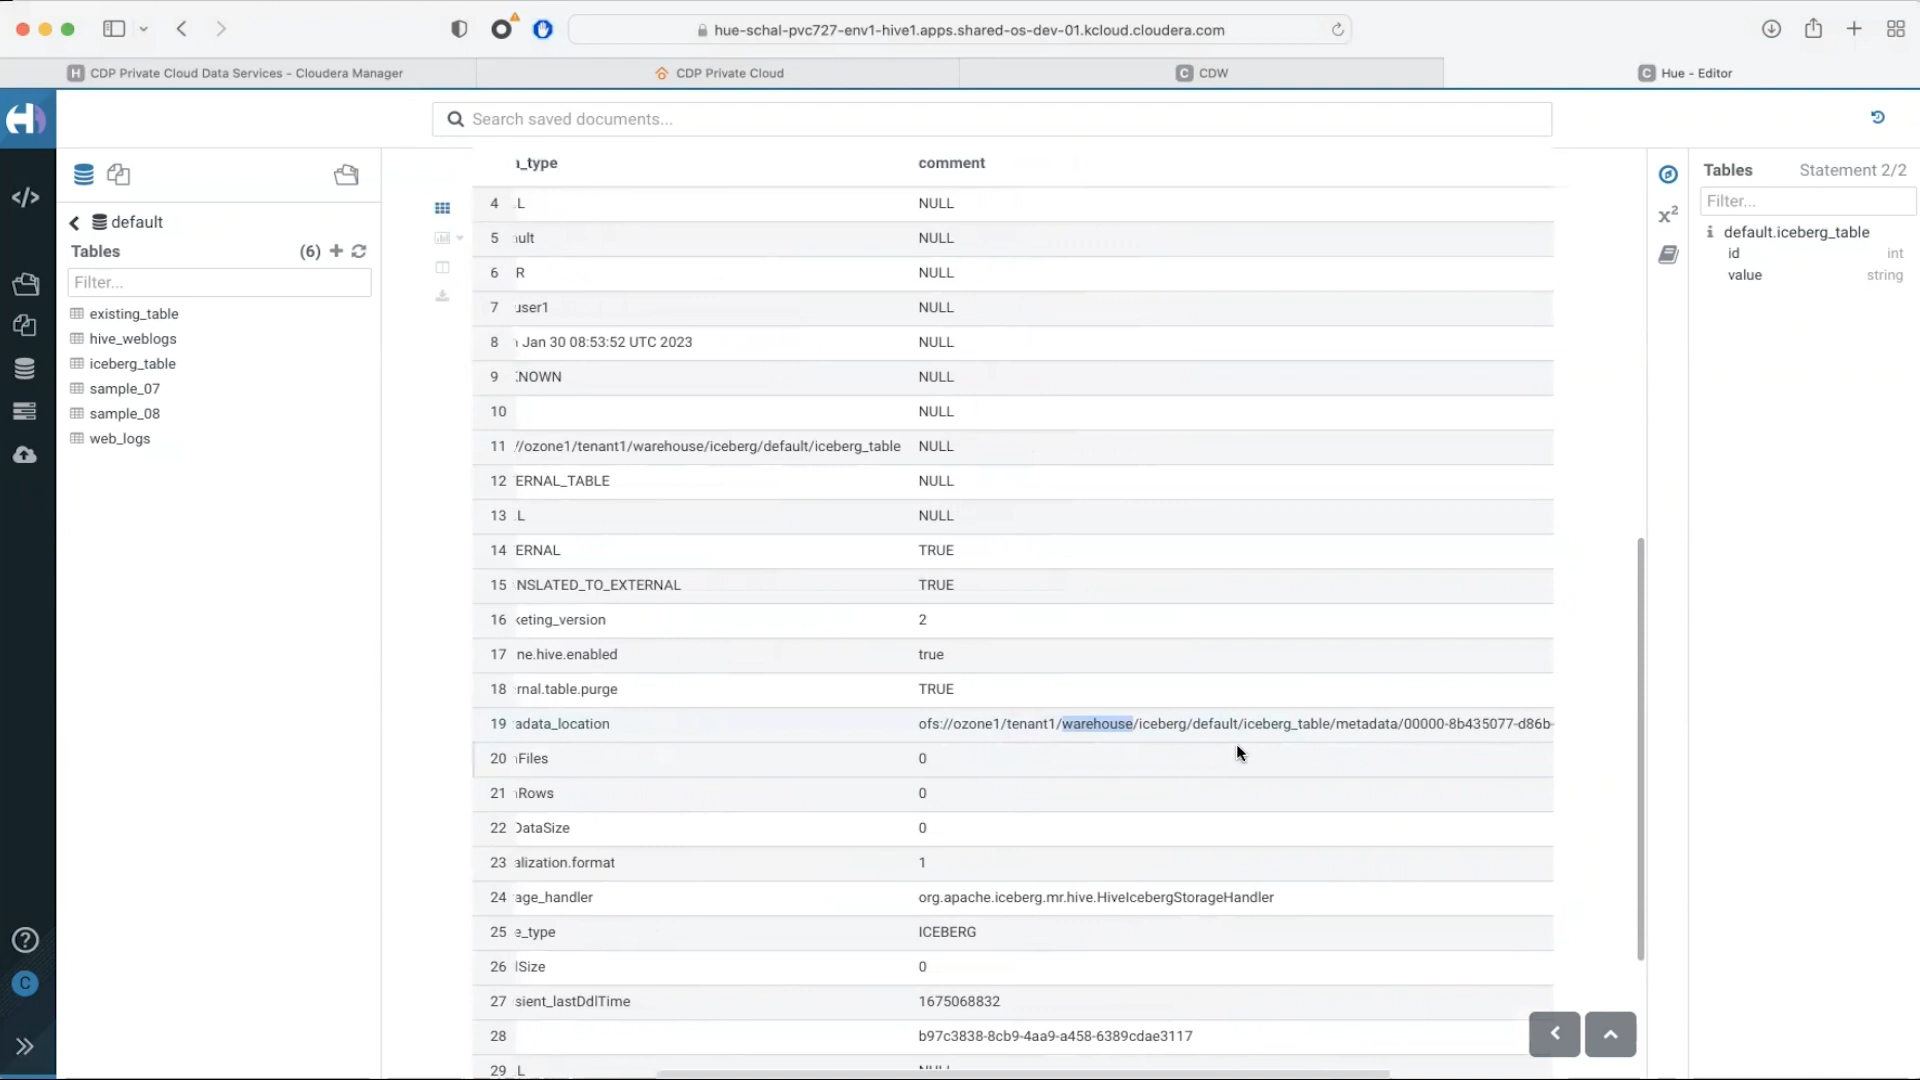 hue-schal-pvc727-env1-hive1.apps.shared-os-dev-01.kcloud.cloudera.com
H CDP Private Cloud Data Services - Cloudera Manager
CDP Private Cloud
C CDW
C Hue - Editor
Search saved documents...
default
Tables (6)
Filter...
existing_table
hive_weblogs
iceberg_table
sample_07
sample_08
web_logs
_type comment
4 L NULL
5 ult NULL
6 R NULL
7 user1 NULL
8 Jan 30 08:53:52 UTC 2023 NULL
9 KNOWN NULL
10 NULL
11 //ozone1/tenant1/warehouse/iceberg/default/iceberg_table NULL
12 ERNAL_TABLE NULL
13 L NULL
14 ERNAL TRUE
15 NSLATED_TO_EXTERNAL TRUE
16 keting_version 2
17 ne.hive.enabled true
18 rnal.table.purge TRUE
19 adata_location ofs://ozone1/tenant1/warehouse/iceberg/default/iceberg_table/metadata/00000-8b435077-d86b-
20 Files 0
21 Rows 0
22 DataSize 0
23 alization.format 1
24 age_handler org.apache.iceberg.mr.hive.HiveIcebergStorageHandler
25 e_type ICEBERG
26 lSize 0
27 sient_lastDdlTime 1675068832
28 b97c3838-8cb9-4aa9-a458-6389cdae3117
29 L NULL
Tables Statement 2/2
Filter...
default.iceberg_table
id int
value string
C